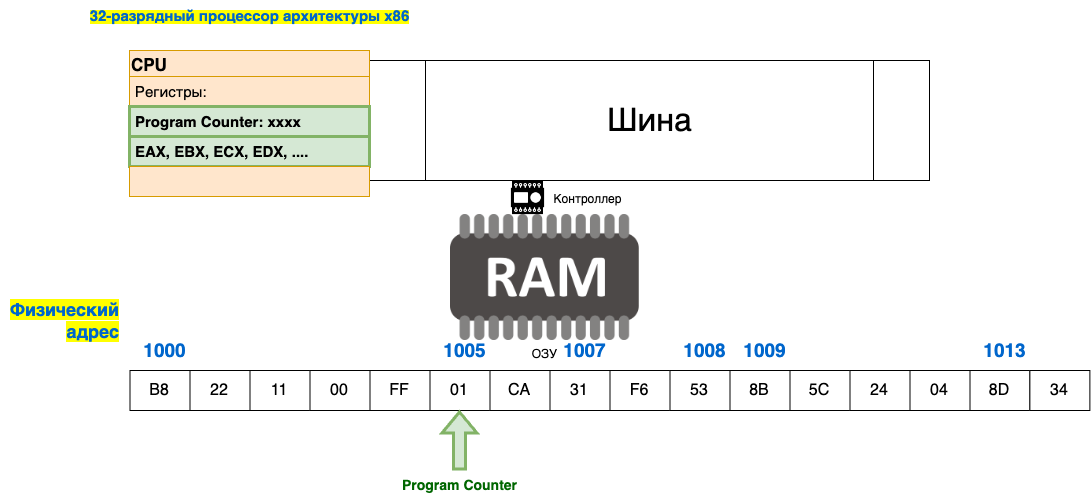 32-разрядный процессор архитектуры x86
CPU
Регистры:
Program Counter: xxxx
EAX, EBX, ECX, EDX, ....
Шина
Контроллер
RAM
Физический
адрес
1000 1005 ОЗУ 1007 1008 1009 1013
B8 22 11 00 FF 01 CA 31 F6 53 8B 5C 24 04 8D 34
Program Counter